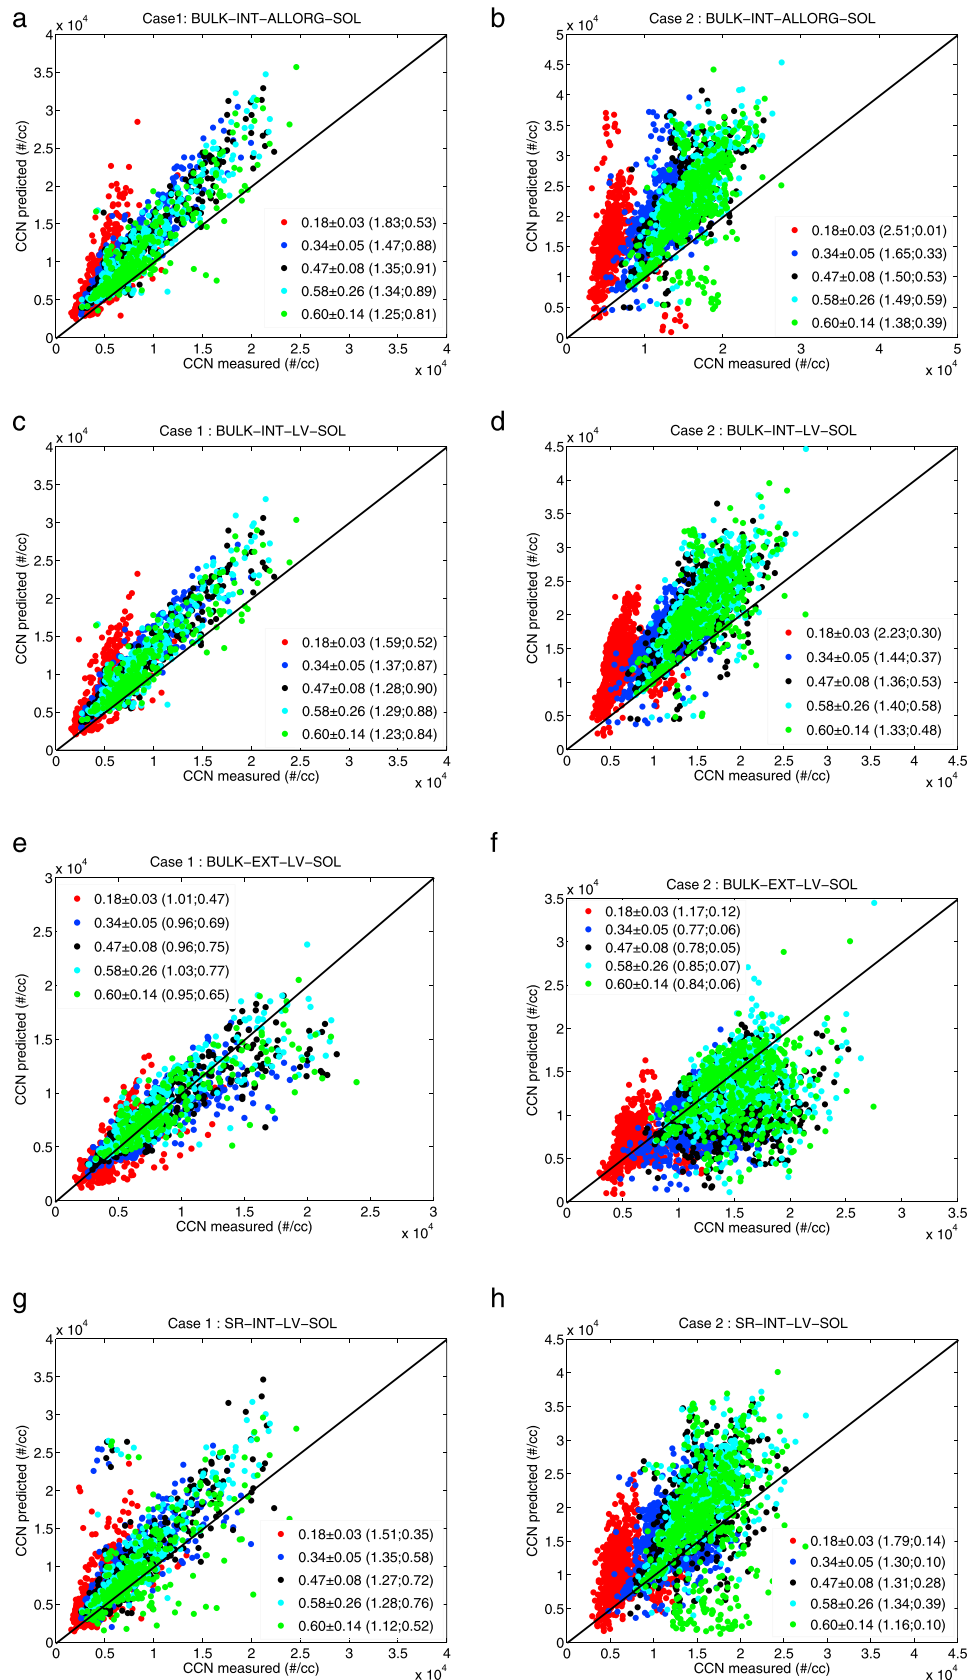 a
Case1: BULK−INT−ALLORG−SOL
x 10^4
4
3.5
3
2.5
2
1.5
1
0.5
0
CCN predicted (#/cc)
0.18±0.03 (1.83;0.53)
0.34±0.05 (1.47;0.88)
0.47±0.08 (1.35;0.91)
0.58±0.26 (1.34;0.89)
0.60±0.14 (1.25;0.81)
0 0.5 1 1.5 2 2.5 3 3.5 4
CCN measured (#/cc)
x 10^4
b
Case 2 : BULK−INT−ALLORG−SOL
x 10^4
5
4.5
4
3.5
3
2.5
2
1.5
1
0.5
0
CCN predicted (#/cc)
0.18±0.03 (2.51;0.01)
0.34±0.05 (1.65;0.33)
0.47±0.08 (1.50;0.53)
0.58±0.26 (1.49;0.59)
0.60±0.14 (1.38;0.39)
0 1 2 3 4 5
CCN measured (#/cc)
x 10^4
c
Case 1 : BULK−INT−LV−SOL
x 10^4
4
3.5
3
2.5
2
1.5
1
0.5
0
CCN predicted (#/cc)
0.18±0.03 (1.59;0.52)
0.34±0.05 (1.37;0.87)
0.47±0.08 (1.28;0.90)
0.58±0.26 (1.29;0.88)
0.60±0.14 (1.23;0.84)
0 0.5 1 1.5 2 2.5 3 3.5 4
CCN measured (#/cc)
x 10^4
d
Case 2 : BULK−INT−LV−SOL
x 10^4
4.5
4
3.5
3
2.5
2
1.5
1
0.5
0
CCN predicted (#/cc)
0.18±0.03 (2.23;0.30)
0.34±0.05 (1.44;0.37)
0.47±0.08 (1.36;0.53)
0.58±0.26 (1.40;0.58)
0.60±0.14 (1.33;0.48)
0 0.5 1 1.5 2 2.5 3 3.5 4 4.5
CCN measured (#/cc)
x 10^4
e
Case 1 : BULK−EXT−LV−SOL
x 10^4
3
2.5
2
1.5
1
0.5
0
CCN predicted (#/cc)
0.18±0.03 (1.01;0.47)
0.34±0.05 (0.96;0.69)
0.47±0.08 (0.96;0.75)
0.58±0.26 (1.03;0.77)
0.60±0.14 (0.95;0.65)
0 0.5 1 1.5 2 2.5 3
CCN measured (#/cc)
x 10^4
f
Case 2 : BULK−EXT−LV−SOL
x 10^4
3.5
3
2.5
2
1.5
1
0.5
0
CCN predicted (#/cc)
0.18±0.03 (1.17;0.12)
0.34±0.05 (0.77;0.06)
0.47±0.08 (0.78;0.05)
0.58±0.26 (0.85;0.07)
0.60±0.14 (0.84;0.06)
0 0.5 1 1.5 2 2.5 3 3.5
CCN measured (#/cc)
x 10^4
g
Case 1 : SR−INT−LV−SOL
x 10^4
4
3.5
3
2.5
2
1.5
1
0.5
0
CCN predicted (#/cc)
0.18±0.03 (1.51;0.35)
0.34±0.05 (1.35;0.58)
0.47±0.08 (1.27;0.72)
0.58±0.26 (1.28;0.76)
0.60±0.14 (1.12;0.52)
0 0.5 1 1.5 2 2.5 3 3.5 4
CCN measured (#/cc)
x 10^4
h
Case 2 : SR−INT−LV−SOL
x 10^4
4.5
4
3.5
3
2.5
2
1.5
1
0.5
0
CCN predicted (#/cc)
0.18±0.03 (1.79;0.14)
0.34±0.05 (1.30;0.10)
0.47±0.08 (1.31;0.28)
0.58±0.26 (1.34;0.39)
0.60±0.14 (1.16;0.10)
0 0.5 1 1.5 2 2.5 3 3.5 4 4.5
CCN measured (#/cc)
x 10^4